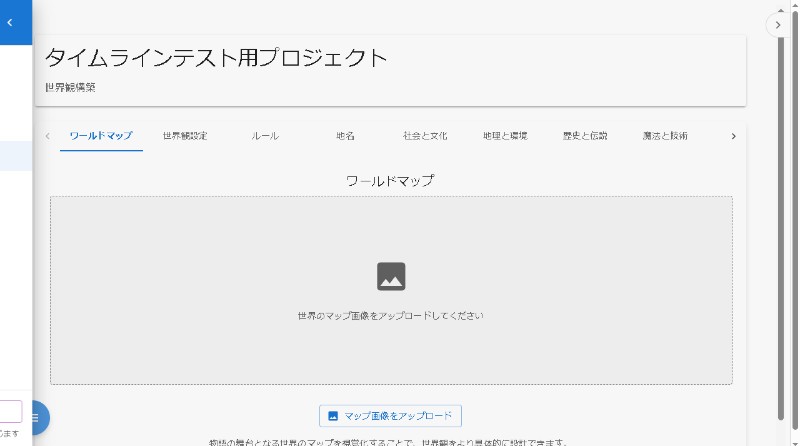 タイムラインテスト用プロジェクト
世界観構築
ワールドマップ 世界観設定 ルール 地名 社会と文化 地理と環境 歴史と伝説 魔法と技術
ワールドマップ
世界のマップ画像をアップロードしてください
マップ画像をアップロード
物語の舞台となる世界のマップを視覚化することで、世界観をより具体的に設計できます。